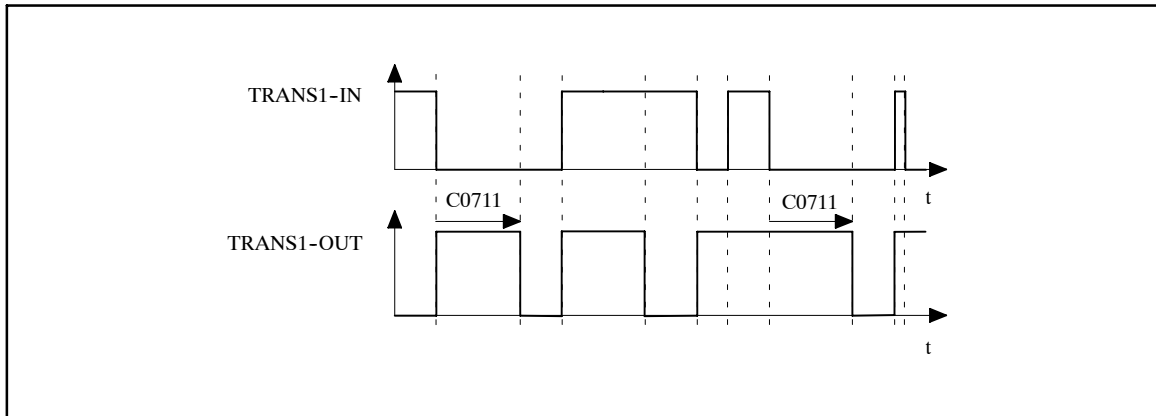 TRANS1-IN
t
C0711 C0711
TRANS1-OUT
t